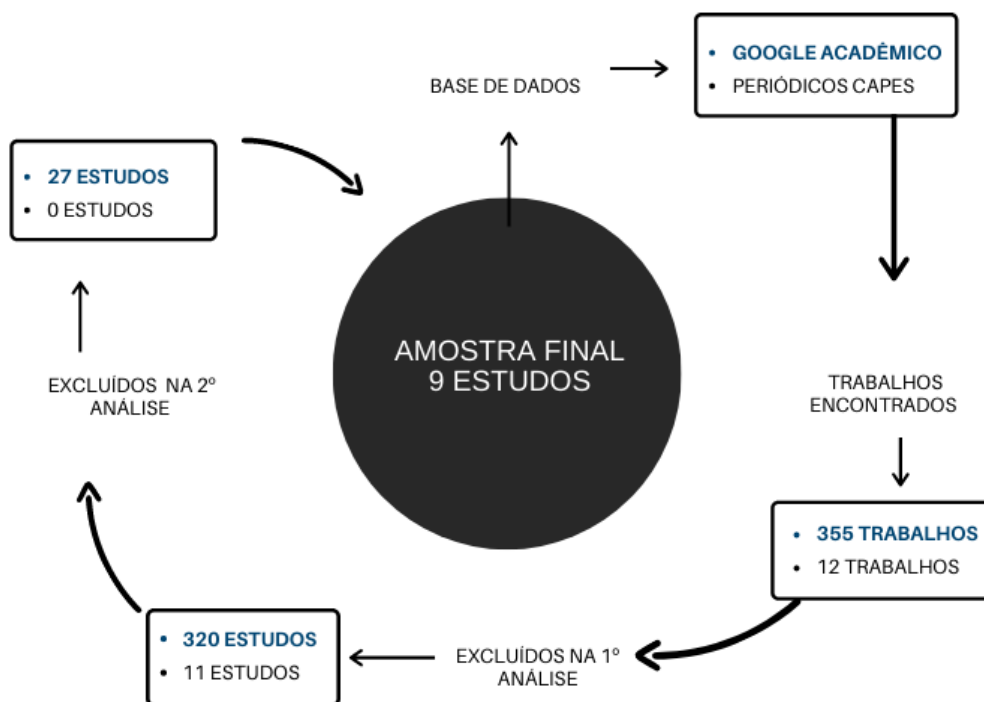 BASE DE DADOS
• GOOGLE ACADÊMICO
• PERIÓDICOS CAPES
TRABALHOS
ENCONTRADOS
• 355 TRABALHOS
• 12 TRABALHOS
EXCLUÍDOS NA 1º
ANÁLISE
• 320 ESTUDOS
• 11 ESTUDOS
EXCLUÍDOS NA 2º
ANÁLISE
• 27 ESTUDOS
• 0 ESTUDOS
AMOSTRA FINAL
9 ESTUDOS